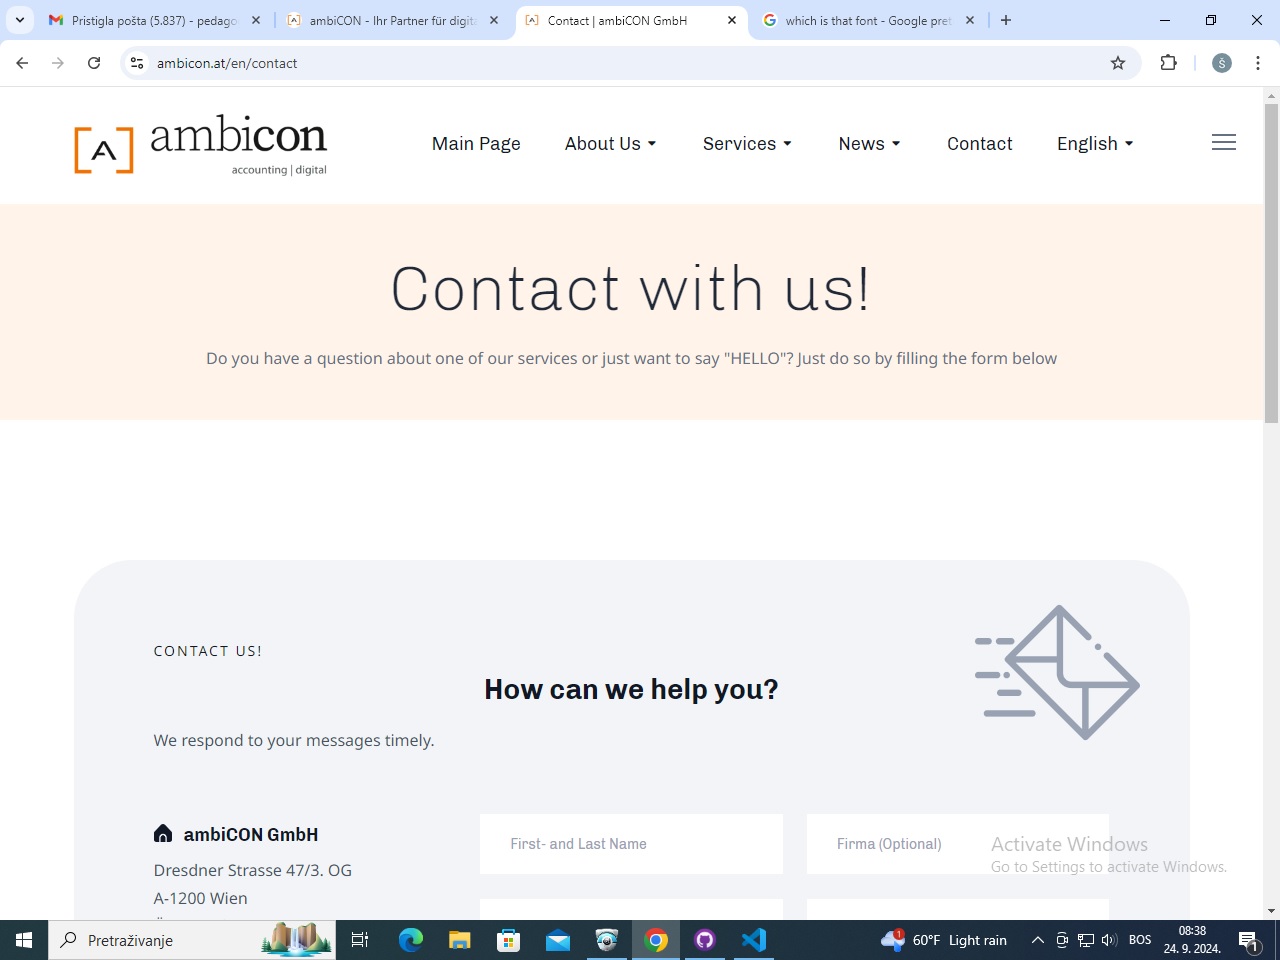 Pristigla pošta (5.837) - pedago
ambiCON - Ihr Partner für digita
Contact | ambiCON GmbH
which is that font - Google pret
ambicon.at/en/contact
Š
A
ambicon
accounting | digital
Main Page
About Us
Services
News
Contact
English
Contact with us!
Do you have a question about one of our services or just want to say "HELLO"? Just do so by filling the form below
CONTACT US!
How can we help you?
We respond to your messages timely.
ambiCON GmbH
First- and Last Name
Firma (Optional)
Activate Windows
Go to Settings to activate Windows.
Dresdner Strasse 47/3. OG
A-1200 Wien
Pretraživanje
1
60°F Light rain
BOS
08:38
24. 9. 2024.
1